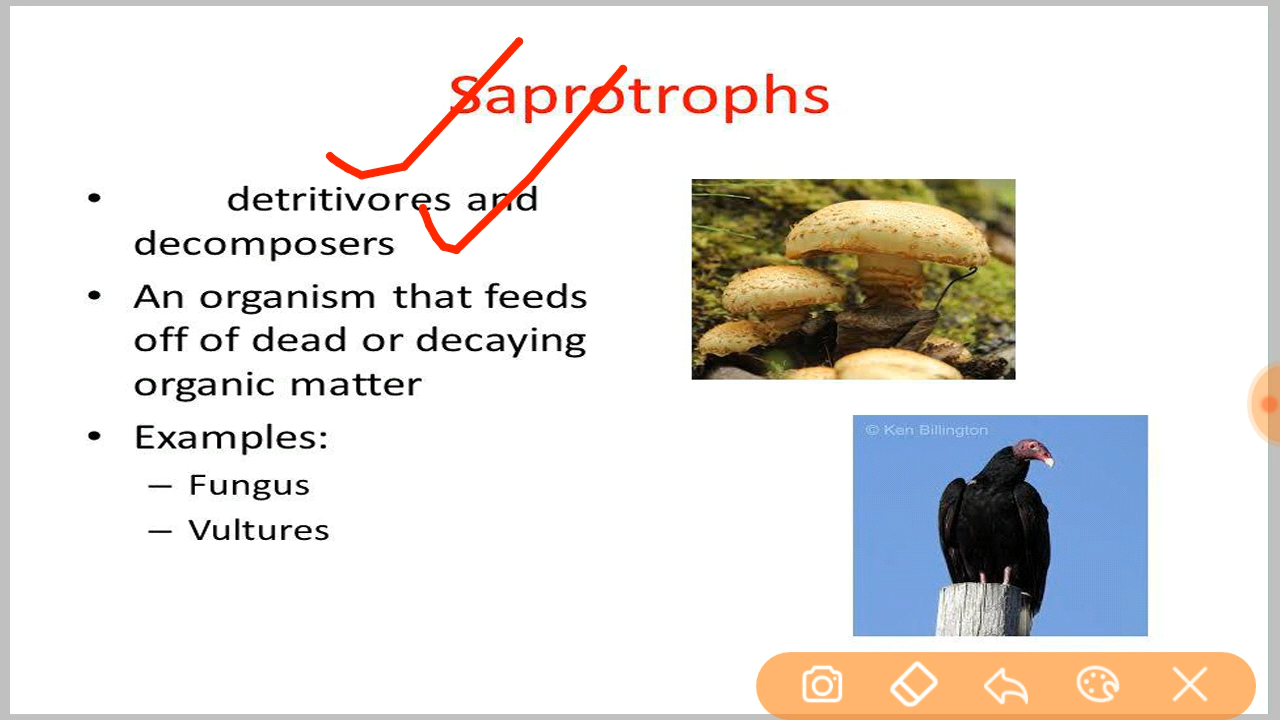 Saprotrophs
• detritivores and
decomposers
• An organism that feeds
off of dead or decaying
organic matter
• Examples:
– Fungus
– Vultures
© Ken Billington